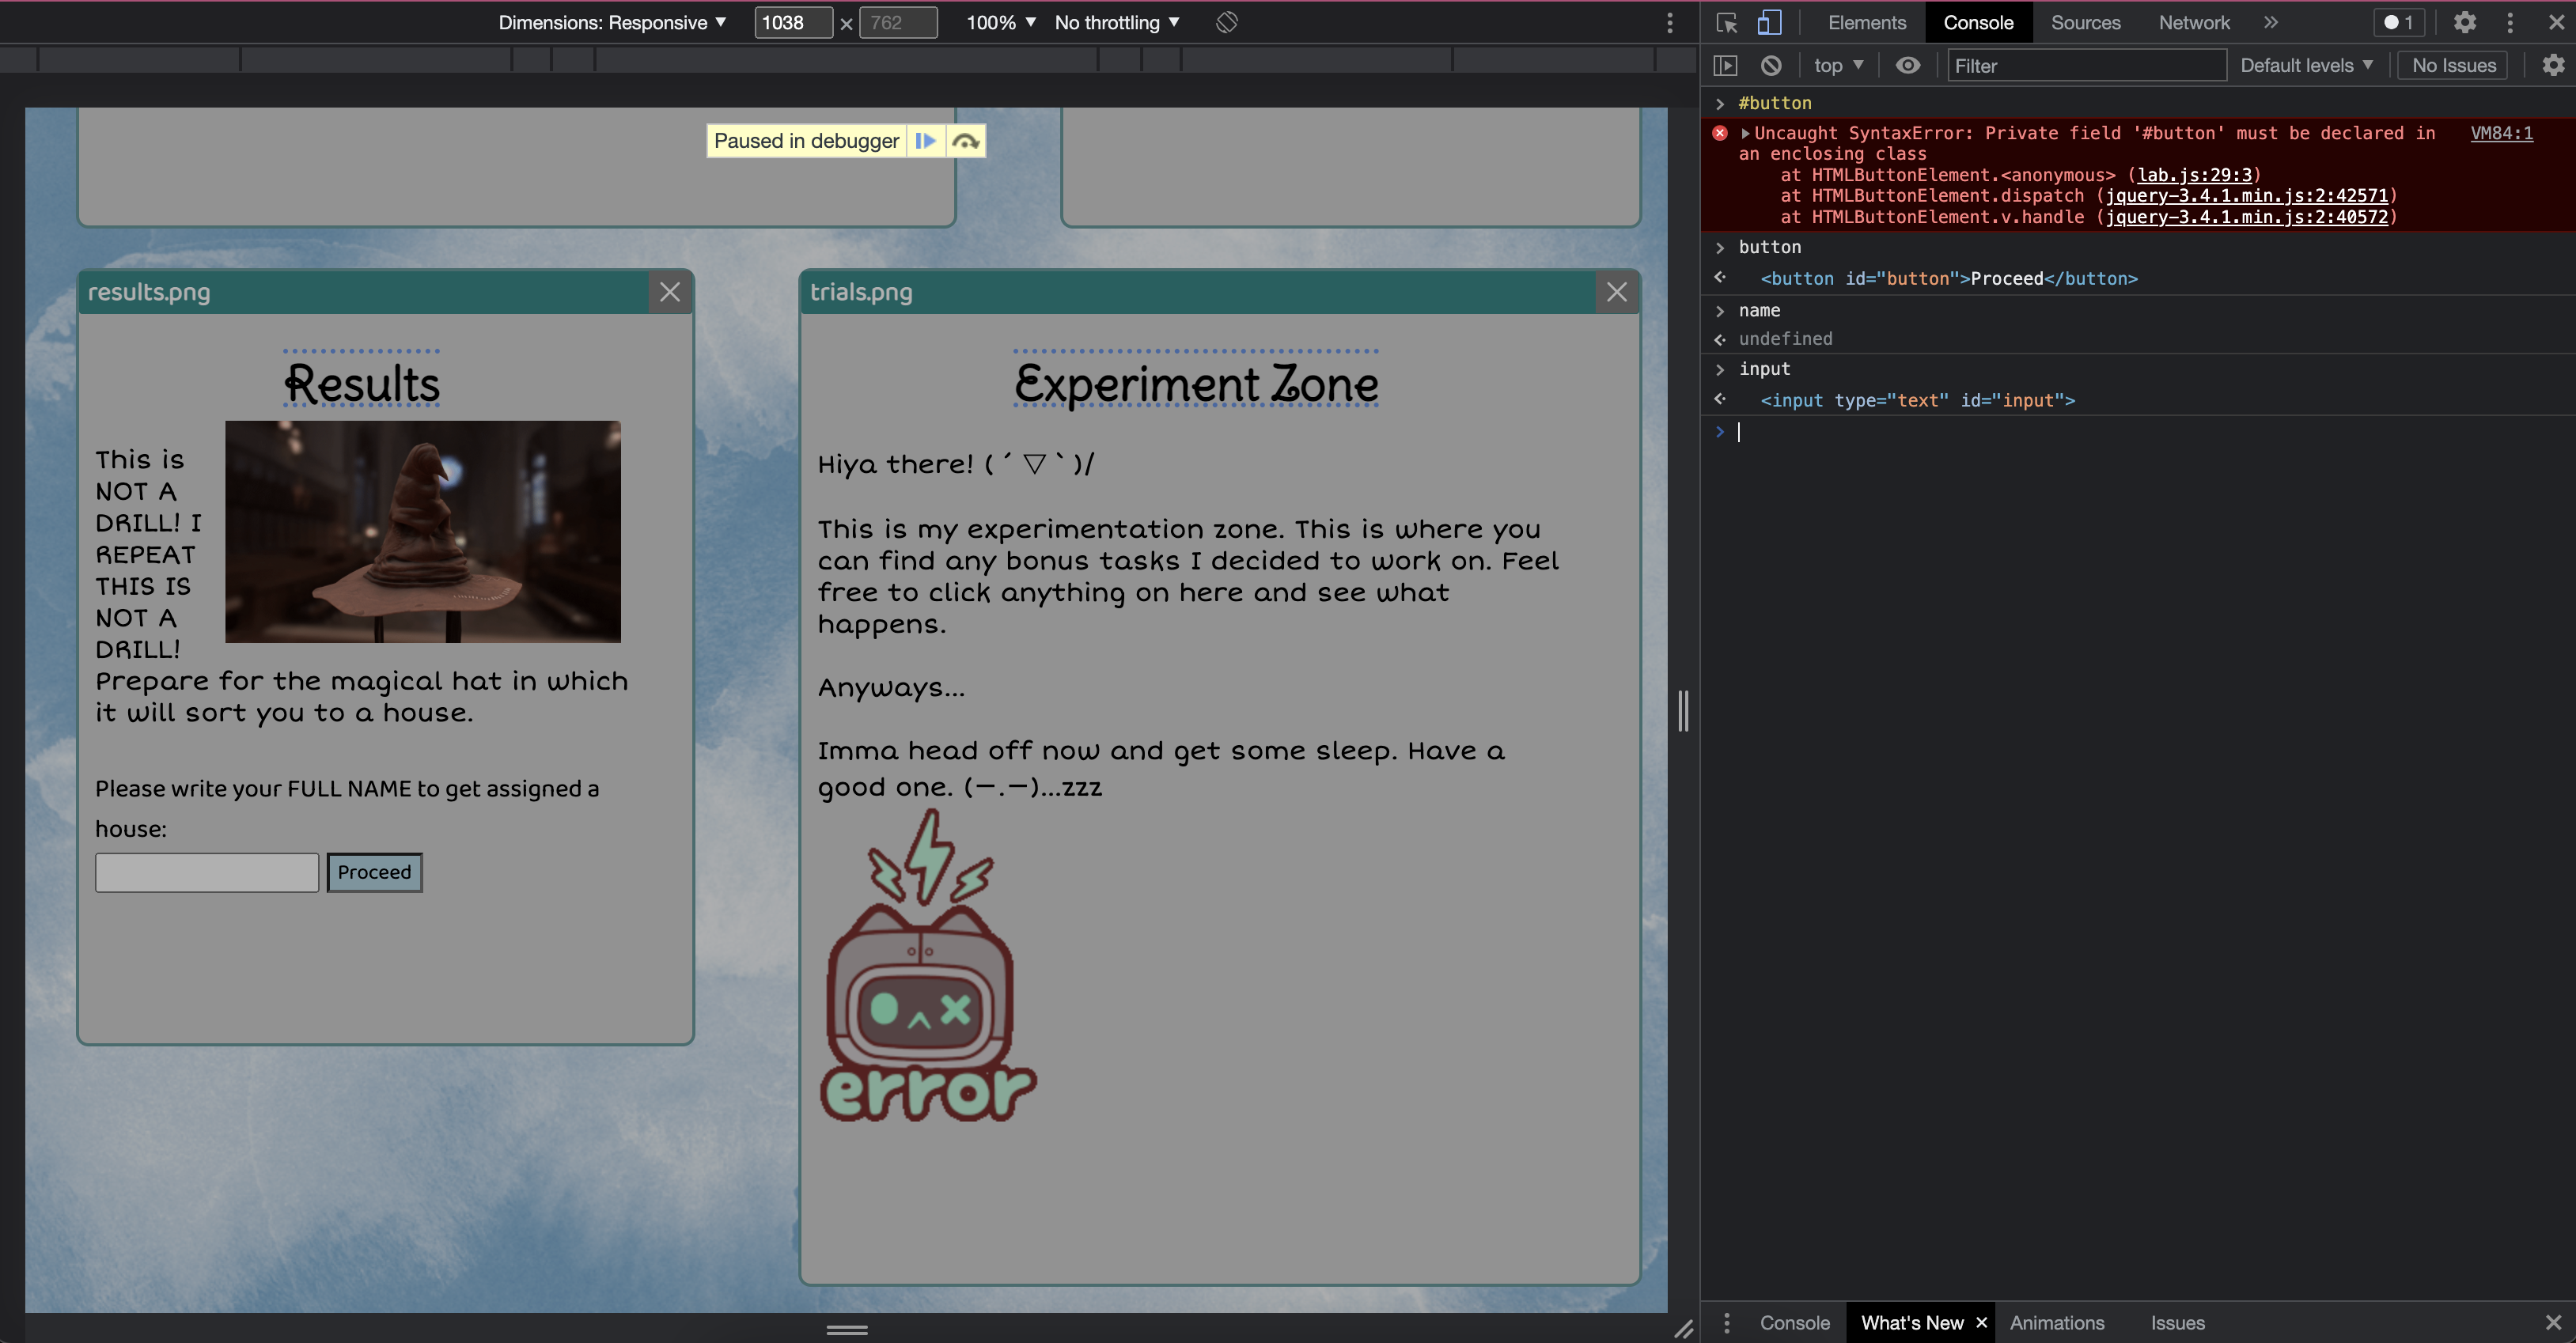 Dimensions: Responsive ▼ 1038 × 762 100% ▼ No throttling ▼
Elements Console Sources Network » 1
top ▼ Filter Default levels ▼ No Issues
Paused in debugger
> #button
Uncaught SyntaxError: Private field '#button' must be declared in VM84:1
an enclosing class
at HTMLButtonElement.<anonymous> (lab.js:29:3)
at HTMLButtonElement.dispatch (jquery-3.4.1.min.js:2:42571)
at HTMLButtonElement.v.handle (jquery-3.4.1.min.js:2:40572)
> button
<button id="button">Proceed</button>
> name
undefined
> input
<input type="text" id="input">
>
results.png
Results
This is
NOT A
DRILL! I
REPEAT
THIS IS
NOT A
DRILL!
Prepare for the magical hat in which
it will sort you to a house.
Please write your FULL NAME to get assigned a
house:
Proceed
trials.png
Experiment Zone
Hiya there! ( ´ ▽ ` )/
This is my experimentation zone. This is where you
can find any bonus tasks I decided to work on. Feel
free to click anything on here and see what
happens.
Anyways...
Imma head off now and get some sleep. Have a
good one. (—.—)...zzz
error
Console What's New × Animations Issues